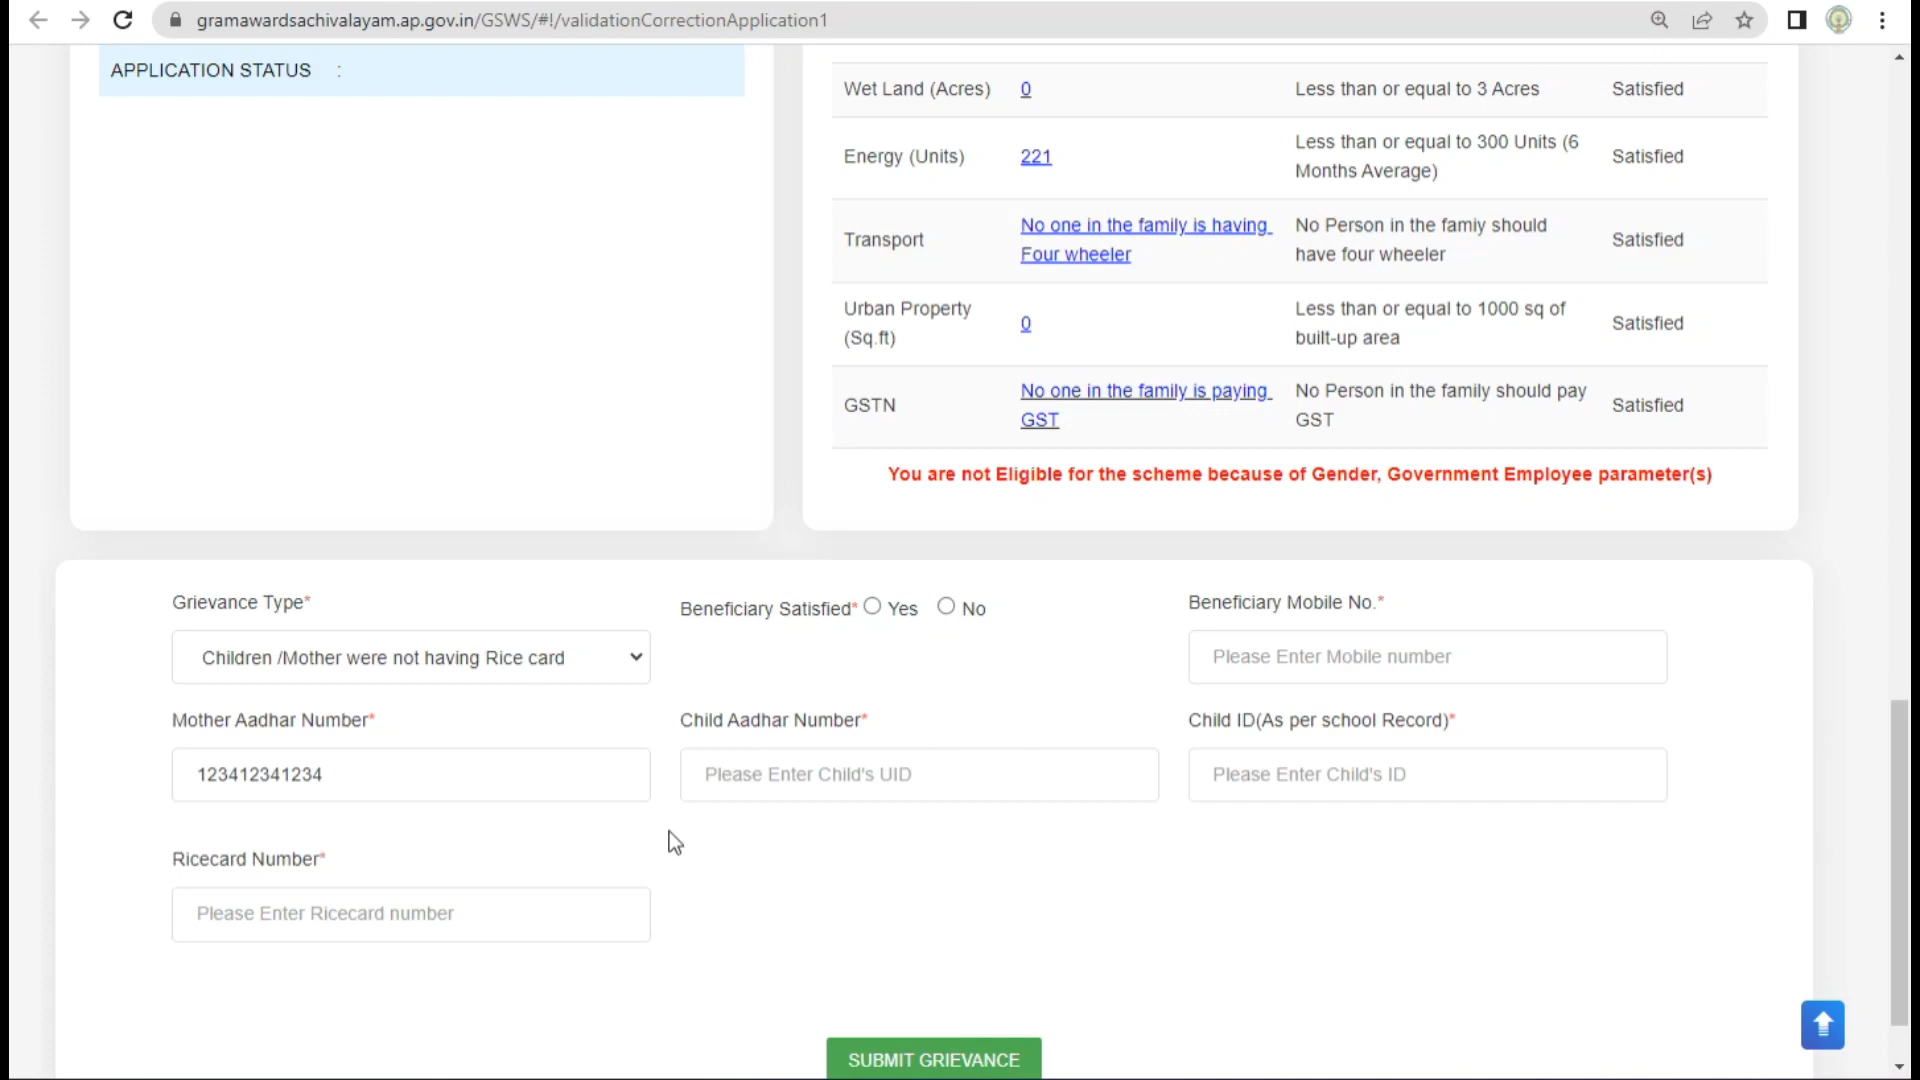 gramawardsachivalayam.ap.gov.in/GSWS/#!/validationCorrectionApplication1
APPLICATION STATUS :
Wet Land (Acres) 0 Less than or equal to 3 Acres Satisfied
Energy (Units) 221 Less than or equal to 300 Units (6
Months Average) Satisfied
Transport No one in the family is having
Four wheeler No Person in the famiy should
have four wheeler Satisfied
Urban Property
(Sq.ft) 0 Less than or equal to 1000 sq of
built-up area Satisfied
GSTN No one in the family is paying
GST No Person in the family should pay
GST Satisfied
You are not Eligible for the scheme because of Gender, Government Employee parameter(s)
Grievance Type* Beneficiary Satisfied* Yes No Beneficiary Mobile No.*
Children /Mother were not having Rice card Please Enter Mobile number
Mother Aadhar Number* Child Aadhar Number* Child ID(As per school Record)*
123412341234 Please Enter Child's UID Please Enter Child's ID
Ricecard Number*
Please Enter Ricecard number
SUBMIT GRIEVANCE